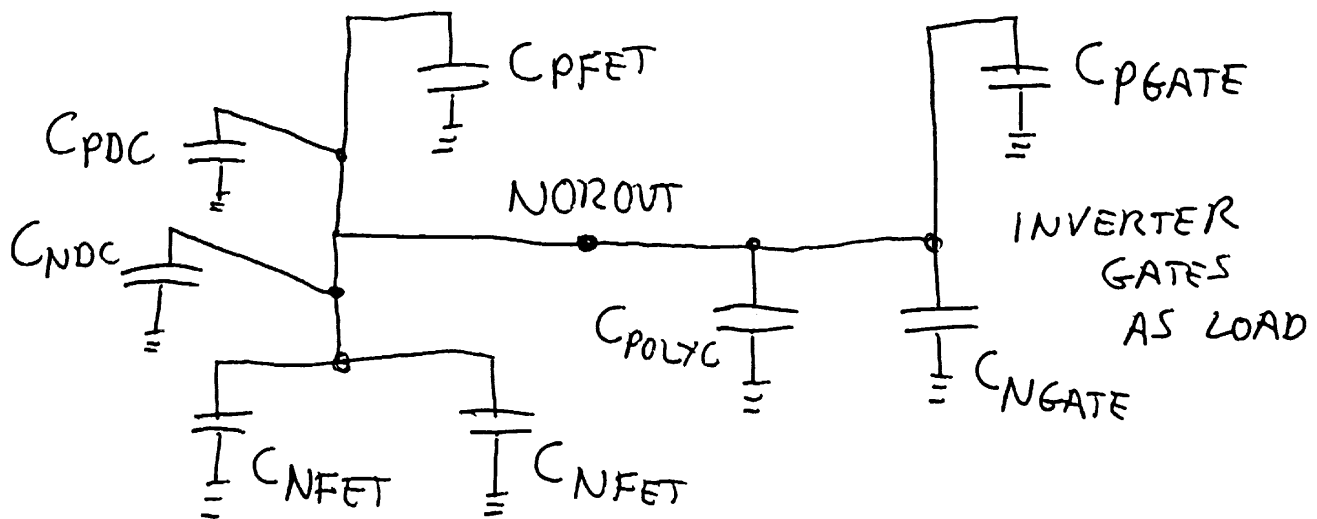 CPFET
CPGATE
CPDC
NOROUT
CNDC
INVERTER
GATES
AS LOAD
CPOLYC
CNGATE
CNFET
CNFET